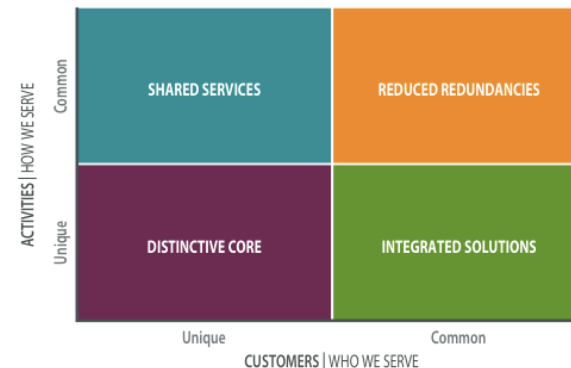 ACTIVITIES | HOW WE SERVE
Common
Unique
SHARED SERVICES
REDUCED REDUNDANCIES
DISTINCTIVE CORE
INTEGRATED SOLUTIONS
Unique
Common
CUSTOMERS | WHO WE SERVE